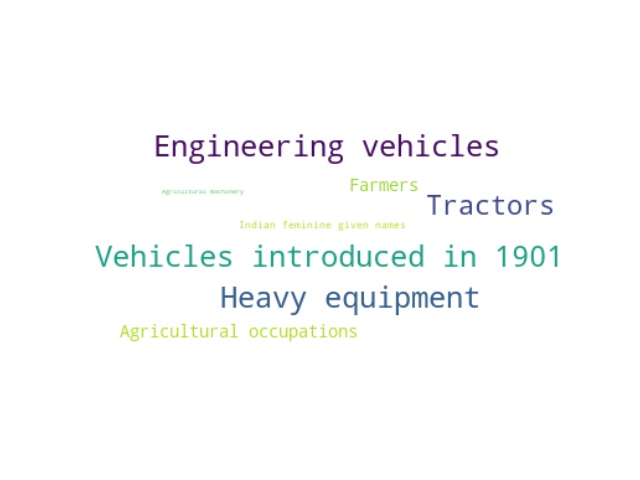 Engineering vehicles
Farmers
Agricultural machinery
Tractors
Indian feminine given names
Vehicles introduced in 1901
Heavy equipment
Agricultural occupations